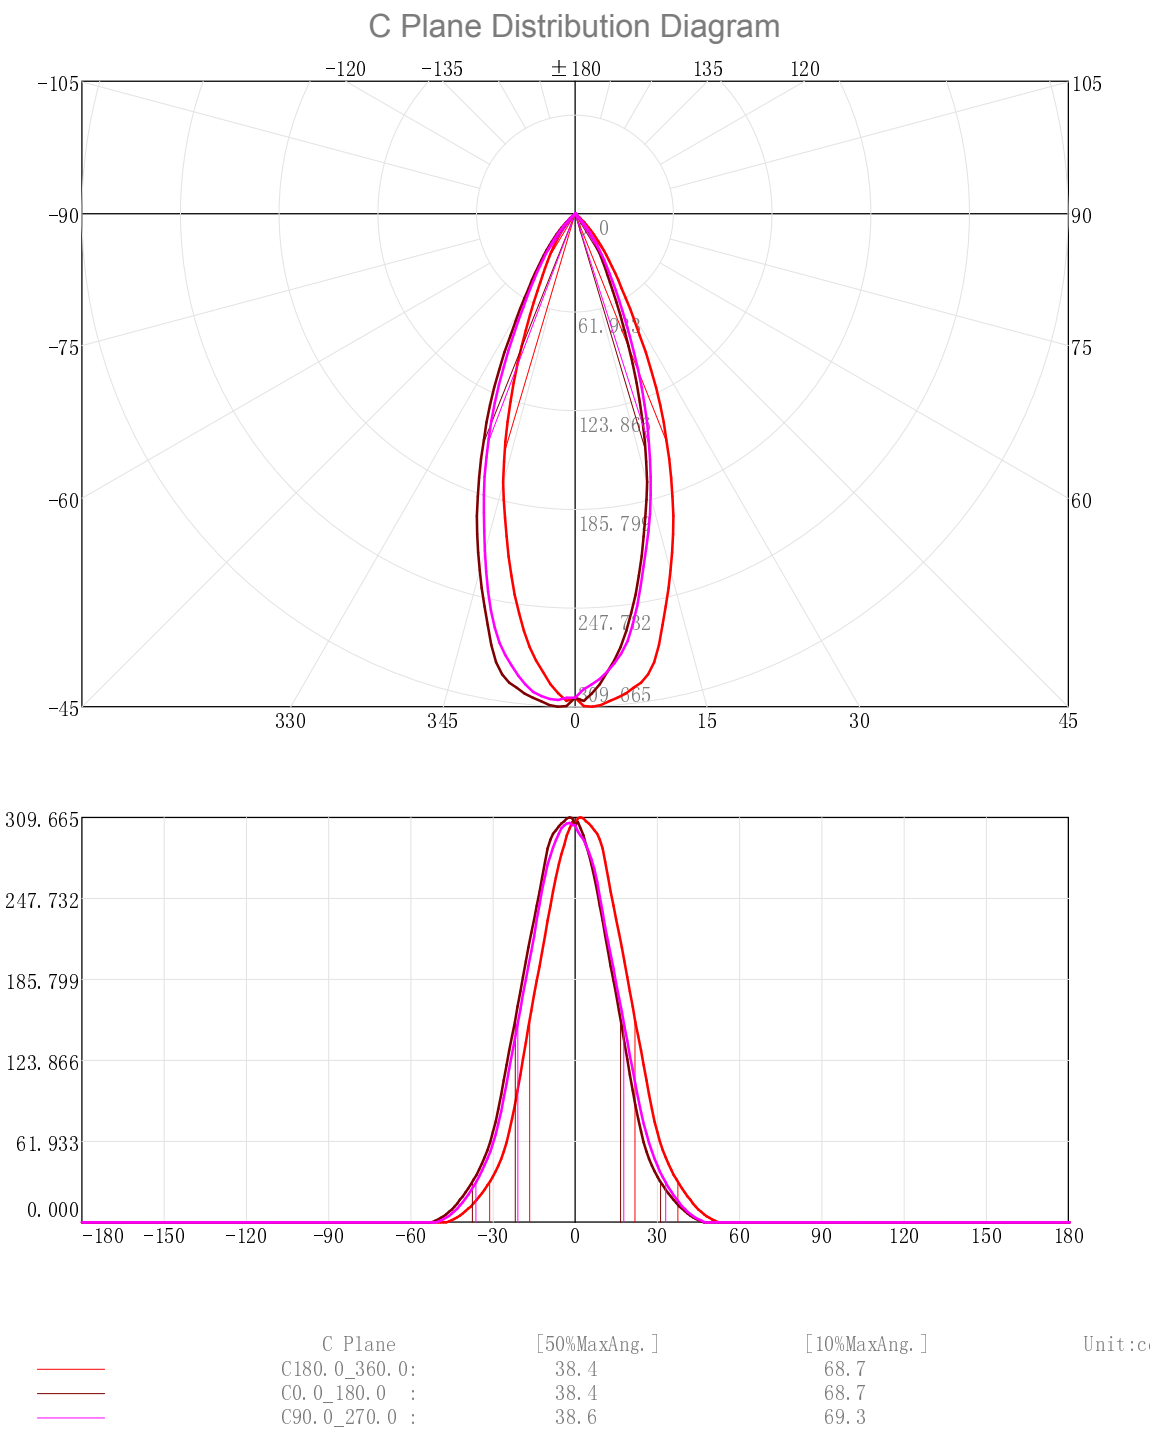 C Plane Distribution Diagram
-120 -135 ±180 135 120
-105 105
-90 90
0
61.933
-75 75
123.866
-60 60
185.799
247.732
309.665
-45 330 345 0 15 30 45
309.665
247.732
185.799
123.866
61.933
0.000
-180 -150 -120 -90 -60 -30 0 30 60 90 120 150 180
C Plane [50%MaxAng.] [10%MaxAng.] Unit:c
C180.0_360.0: 38.4 68.7
C0.0_180.0 : 38.4 68.7
C90.0_270.0 : 38.6 69.3